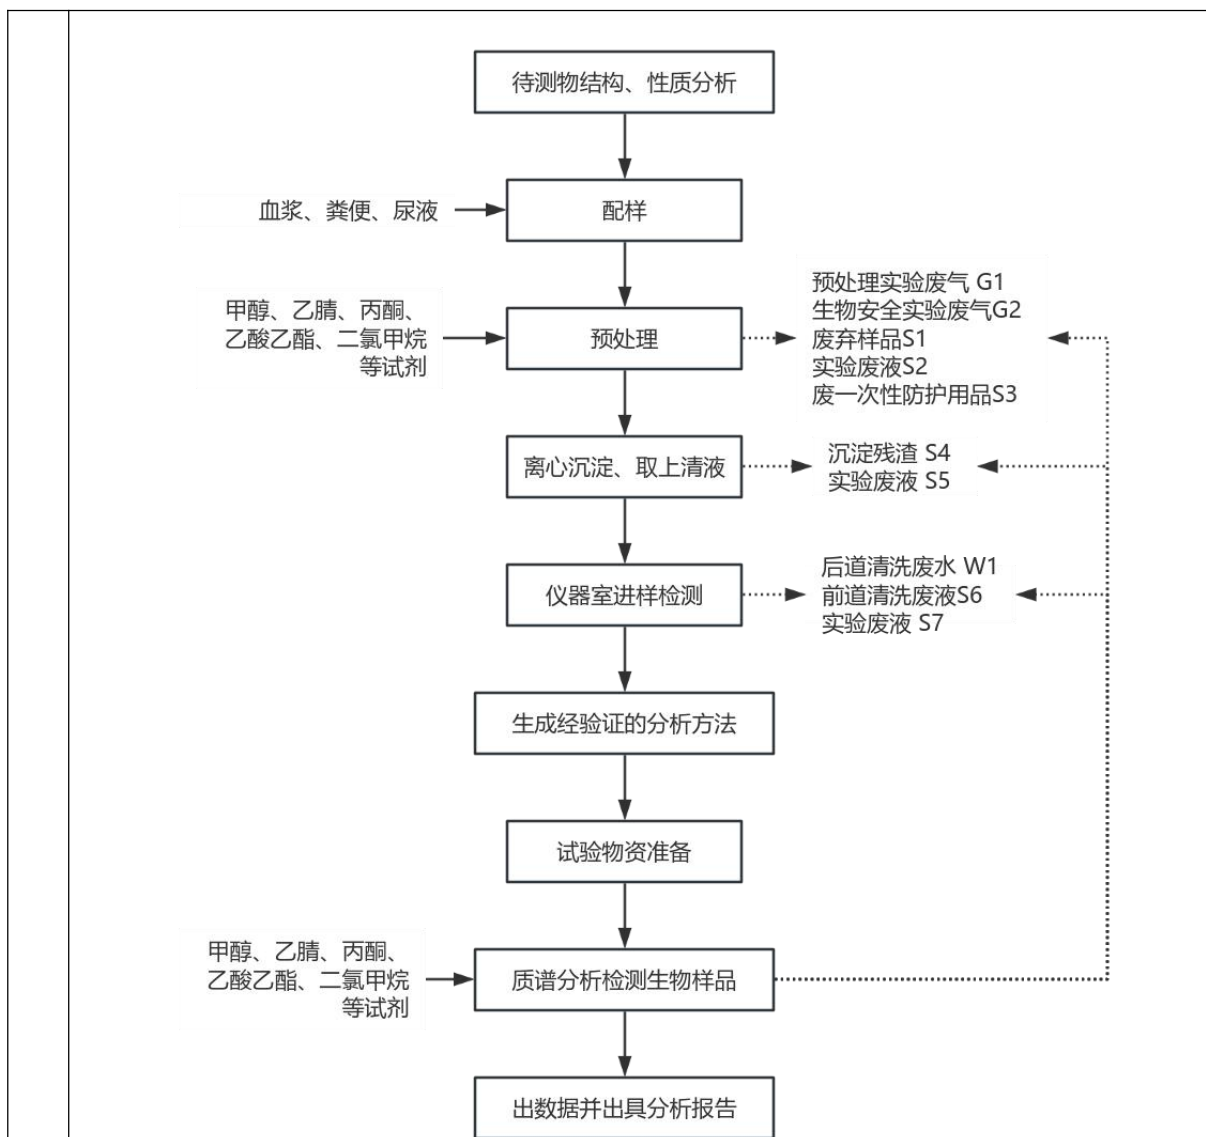 待测物结构、性质分析
血浆、粪便、尿液
配样
甲醇、乙腈、丙酮、
乙酸乙酯、二氯甲烷
等试剂
预处理
预处理实验废气 G1
生物安全实验废气G2
废弃样品S1
实验废液S2
废一次性防护用品S3
离心沉淀、取上清液
沉淀残渣 S4
实验废液 S5
仪器室进样检测
后道清洗废水 W1
前道清洗废液S6
实验废液 S7
生成经验证的分析方法
试验物资准备
甲醇、乙腈、丙酮、
乙酸乙酯、二氯甲烷
等试剂
质谱分析检测生物样品
出数据并出具分析报告